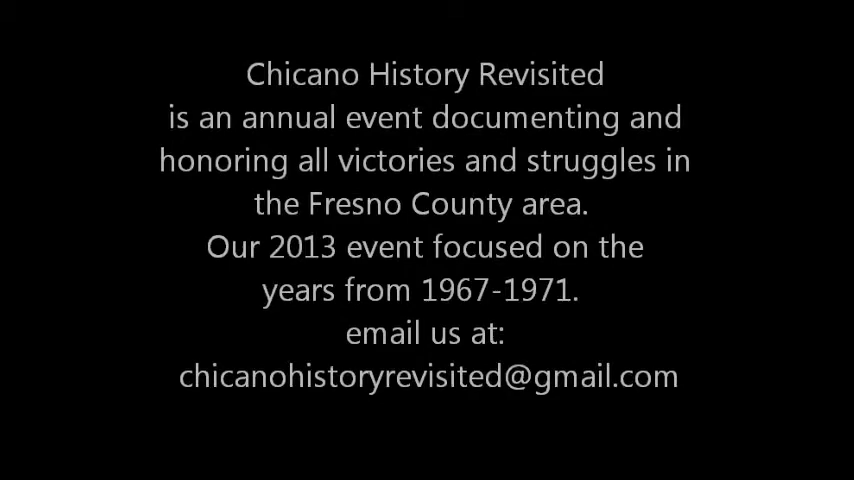 Chicano History Revisited
is an annual event documenting and
honoring all victories and struggles in
the Fresno County area.
Our 2013 event focused on the
years from 1967-1971.
email us at:
chicanohistoryrevisited@gmail.com